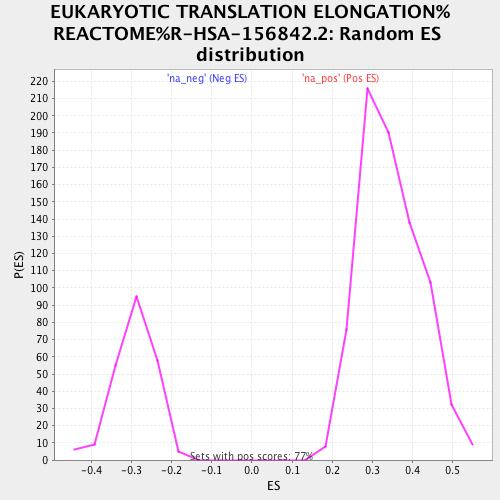 EUKARYOTIC TRANSLATION ELONGATION%
REACTOME%R-HSA-156842.2: Random ES
distribution
'na_neg' (Neg ES) 'na_pos' (Pos ES)
220
210
200
190
180
170
160
150
140
130
120
110
100
90
80
70
60
50
40
30
20
10
0
P(ES)
Sets with pos scores: 77%
-0.4 -0.3 -0.2 -0.1 0.0 0.1 0.2 0.3 0.4 0.5
ES